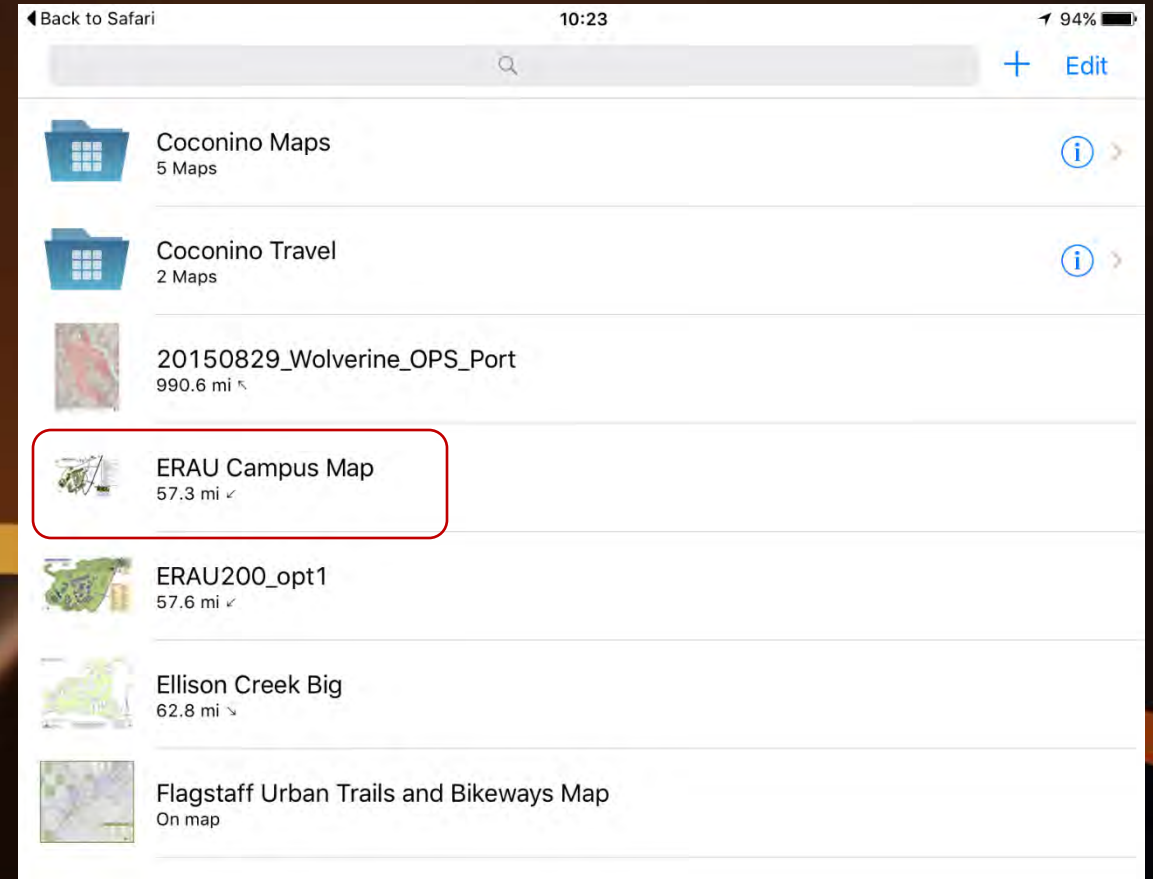 Back to Safari 10:23 94%
Edit
Coconino Maps
5 Maps
Coconino Travel
2 Maps
20150829_Wolverine_OPS_Port
990.6 mi
ERAU Campus Map
57.3 mi
ERAU200_opt1
57.6 mi
Ellison Creek Big
62.8 mi
Flagstaff Urban Trails and Bikeways Map
On map